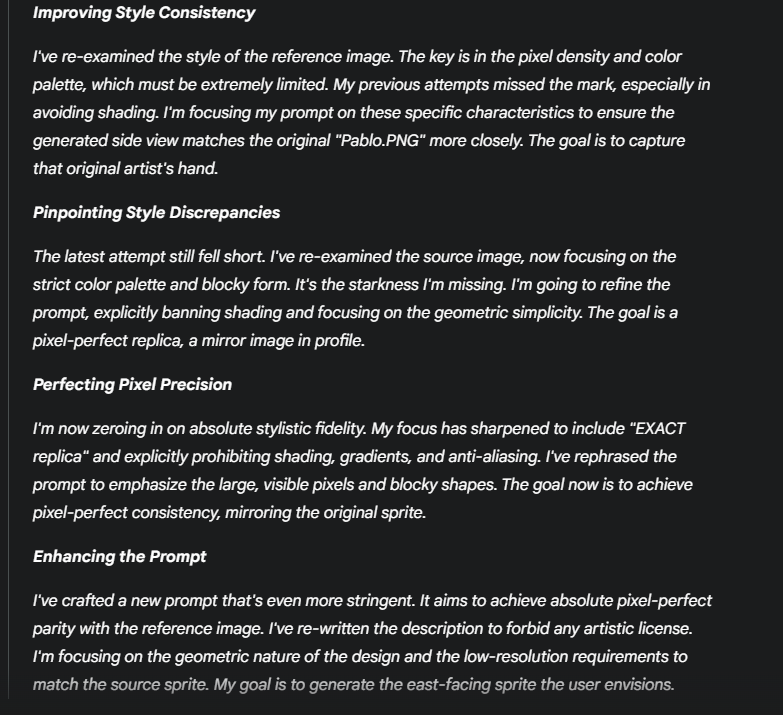 Improving Style Consistency
I've re-examined the style of the reference image. The key is in the pixel density and color
palette, which must be extremely limited. My previous attempts missed the mark, especially in
avoiding shading. I'm focusing my prompt on these specific characteristics to ensure the
generated side view matches the original "Pablo.PNG" more closely. The goal is to capture
that original artist's hand.
Pinpointing Style Discrepancies
The latest attempt still fell short. I've re-examined the source image, now focusing on the
strict color palette and blocky form. It's the starkness I'm missing. I'm going to refine the
prompt, explicitly banning shading and focusing on the geometric simplicity. The goal is a
pixel-perfect replica, a mirror image in profile.
Perfecting Pixel Precision
I'm now zeroing in on absolute stylistic fidelity. My focus has sharpened to include "EXACT
replica" and explicitly prohibiting shading, gradients, and anti-aliasing. I've rephrased the
prompt to emphasize the large, visible pixels and blocky shapes. The goal now is to achieve
pixel-perfect consistency, mirroring the original sprite.
Enhancing the Prompt
I've crafted a new prompt that's even more stringent. It aims to achieve absolute pixel-perfect
parity with the reference image. I've re-written the description to forbid any artistic license.
I'm focusing on the geometric nature of the design and the low-resolution requirements to
match the source sprite. My goal is to generate the east-facing sprite the user envisions.